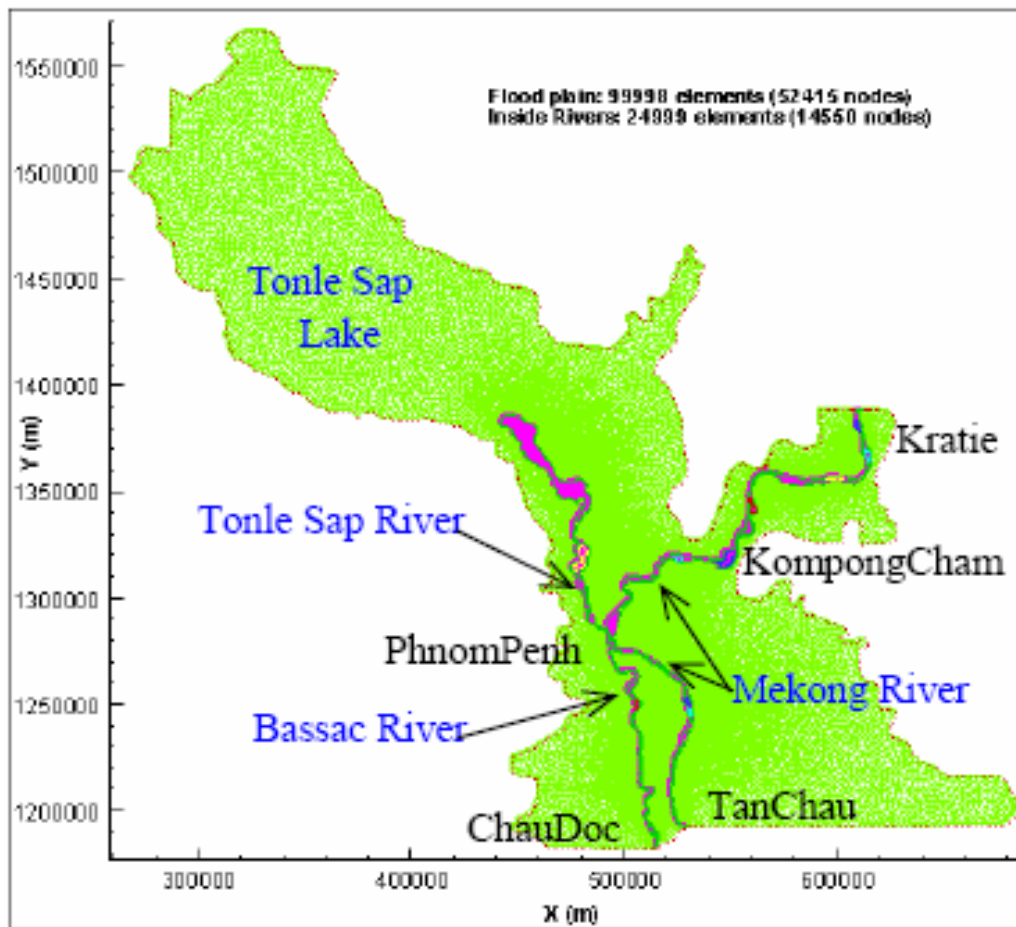 1550000
Flood plain: 99998 elements (52415 nodes)
Inside Rivers: 24999 elements (14550 nodes)
1500000
1450000
Tonle Sap
Lake
1400000
Kratie
Y (m)
1350000
Tonle Sap River
KompongCham
1300000
PhnomPenh
Mekong River
1250000
Bassac River
TanChau
1200000
ChauDoc
300000
400000
500000
600000
X (m)